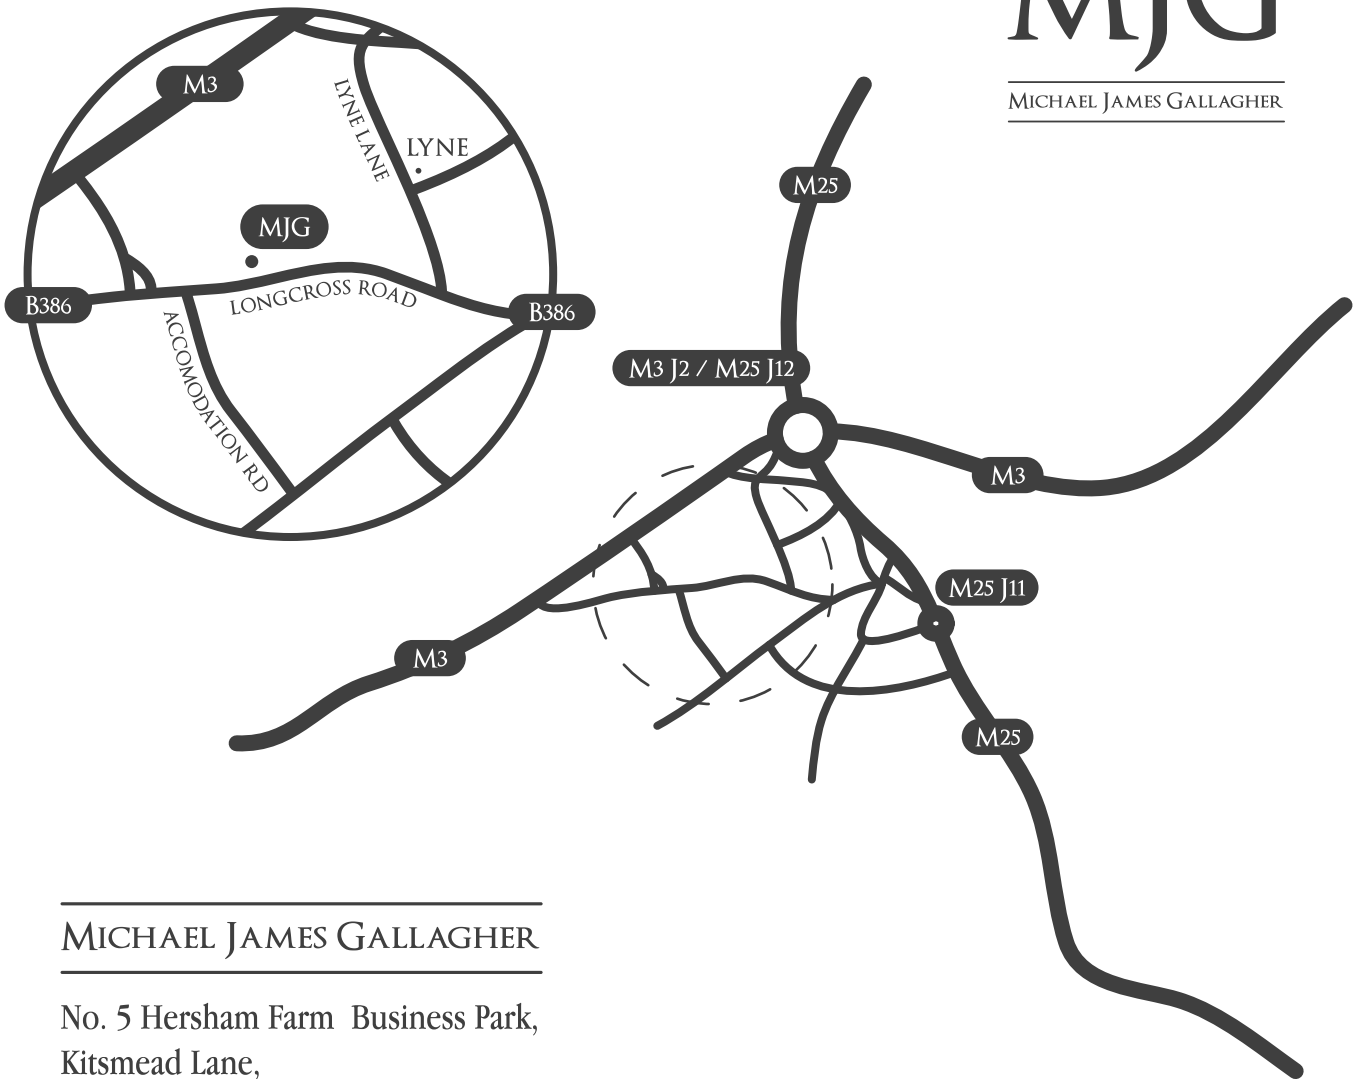 MJG
MICHAEL JAMES GALLAGHER
M3
LYNE LANE
LYNE
MJG
B386
LONGCROSS ROAD
B386
ACCOMODATION RD
M25
M3 J2 / M25 J12
M3
M25 J11
M3
M25
MICHAEL JAMES GALLAGHER
No. 5 Hersham Farm Business Park,
Kitsmead Lane,